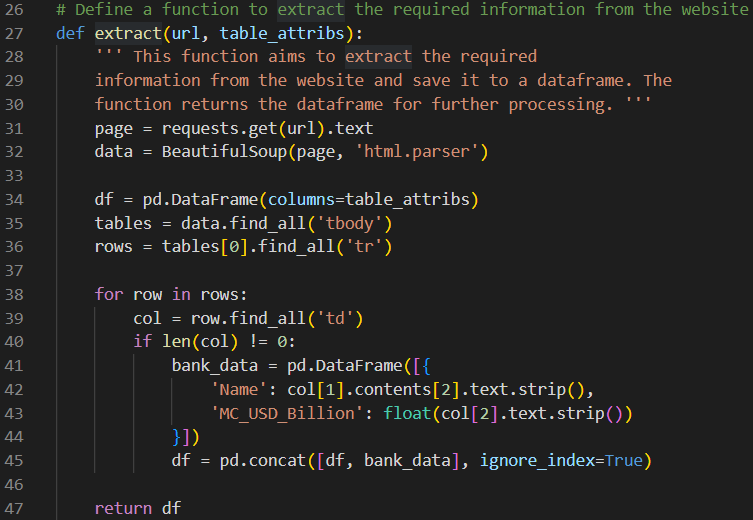 26 # Define a function to extract the required information from the website
27 def extract(url, table_attribs):
28     ''' This function aims to extract the required
29     information from the website and save it to a dataframe. The
30     function returns the dataframe for further processing. '''
31     page = requests.get(url).text
32     data = BeautifulSoup(page, 'html.parser')
33
34     df = pd.DataFrame(columns=table_attribs)
35     tables = data.find_all('tbody')
36     rows = tables[0].find_all('tr')
37
38     for row in rows:
39         col = row.find_all('td')
40         if len(col) != 0:
41             bank_data = pd.DataFrame([{
42                 'Name': col[1].contents[2].text.strip(),
43                 'MC_USD_Billion': float(col[2].text.strip())
44             }])
45             df = pd.concat([df, bank_data], ignore_index=True)
46
47     return df